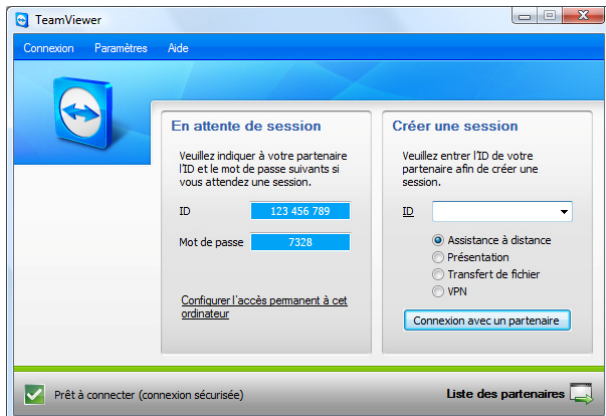 TeamViewer
Connexion Paramètres Aide
En attente de session
Veuillez indiquer à votre partenaire
l'ID et le mot de passe suivants si
vous attendez une session.
ID 123 456 789
Mot de passe 7328
Configurer l'accès permanent à cet
ordinateur
Créer une session
Veuillez entrer l'ID de votre
partenaire afin de créer une
session.
ID
Assistance à distance
Présentation
Transfert de fichier
VPN
Connexion avec un partenaire
Prêt à connecter (connexion sécurisée)
Liste des partenaires